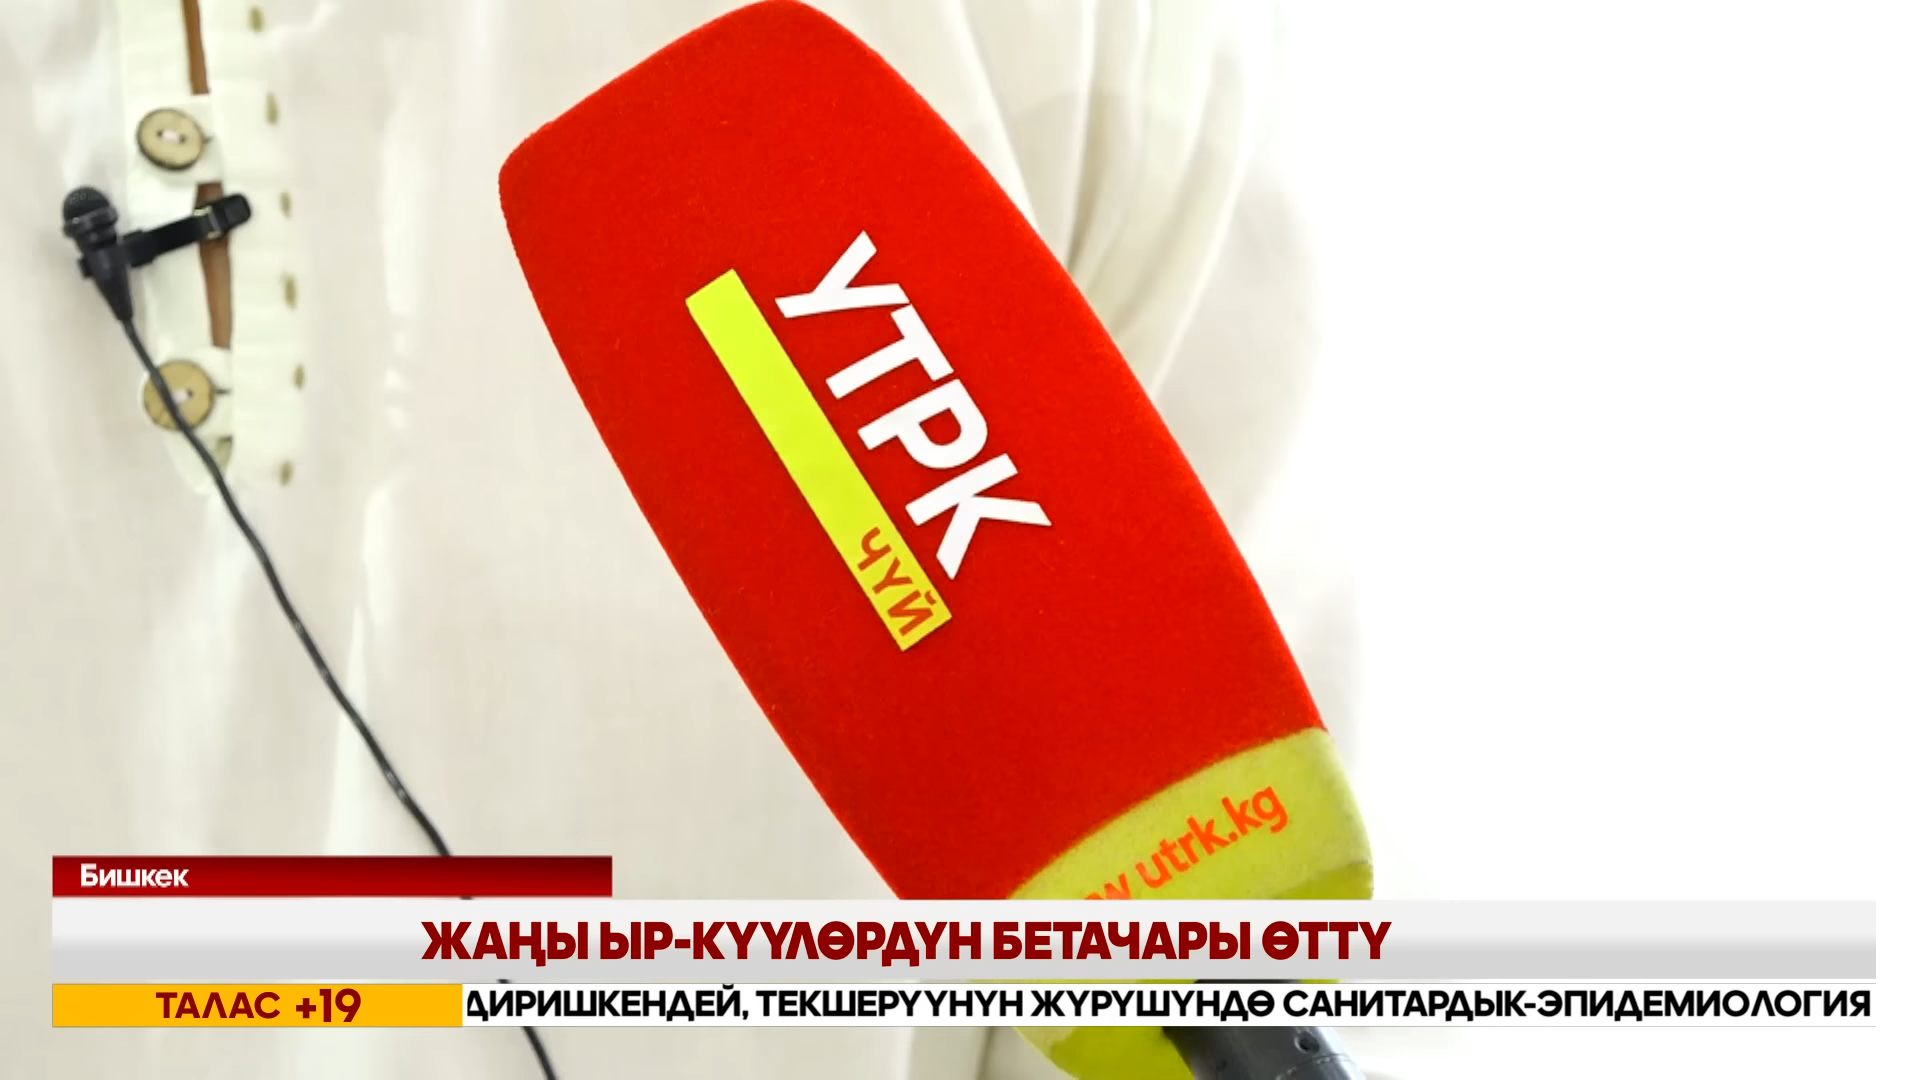 УТРК
ЧҮЙ
utrk.kg
Бишкек
ЖАҢЫ ЫР-КҮҮЛӨРДҮН БЕТАЧАРЫ ӨТТҮ
ТАЛАС +19
ДИРИШКЕНДЕЙ, ТЕКШЕРҮҮНҮН ЖҮРҮШҮНДӨ САНИТАРДЫК-ЭПИДЕМИОЛОГИЯ